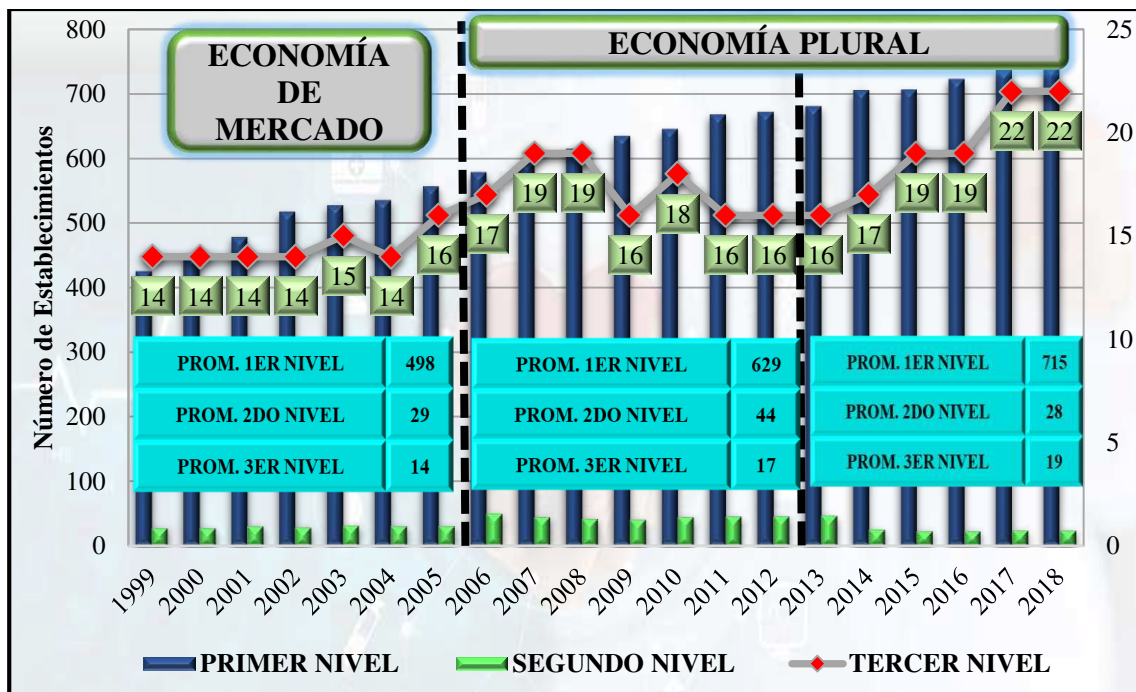 ECONOMÍA
DE
MERCADO
ECONOMÍA PLURAL
Número de Establecimientos
800
700
600
500
400
300
200
100
0
25
20
15
10
5
0
14 14 14 14 15 14 16 17 19 19 16 18 16 16 16 17 19 19 22 22
PROM. 1ER NIVEL 498
PROM. 2DO NIVEL 29
PROM. 3ER NIVEL 14
PROM. 1ER NIVEL 629
PROM. 2DO NIVEL 44
PROM. 3ER NIVEL 17
PROM. 1ER NIVEL 715
PROM. 2DO NIVEL 28
PROM. 3ER NIVEL 19
1999 2000 2001 2002 2003 2004 2005 2006 2007 2008 2009 2010 2011 2012 2013 2014 2015 2016 2017 2018
PRIMER NIVEL SEGUNDO NIVEL TERCER NIVEL